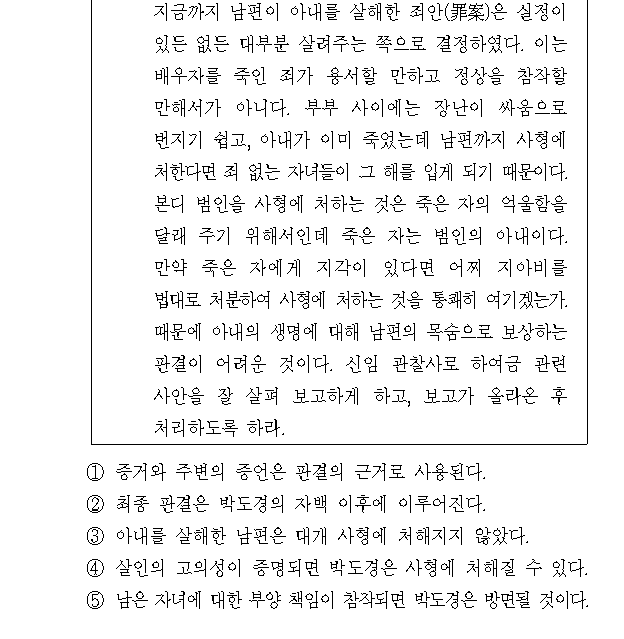 지금까지 남편이 아내를 살해한 죄안(罪案)은 실정이
있든 없든 대부분 살려주는 쪽으로 결정하였다. 이는
배우자를 죽인 죄가 용서할 만하고 정상을 참작할
만해서가 아니다. 부부 사이에는 장난이 싸움으로
번지기 쉽고, 아내가 이미 죽었는데 남편까지 사형에
처한다면 죄 없는 자녀들이 그 해를 입게 되기 때문이다.
본디 범인을 사형에 처하는 것은 죽은 자의 억울함을
달래 주기 위해서인데 죽은 자는 범인의 아내이다.
만약 죽은 자에게 지각이 있다면 어찌 지아비를
법대로 처분하여 사형에 처하는 것을 통쾌히 여기겠는가.
때문에 아내의 생명에 대해 남편의 목숨으로 보상하는
판결이 어려운 것이다. 신임 관찰사로 하여금 관련
사안을 잘 살펴 보고하게 하고, 보고가 올라온 후
처리하도록 하라.
① 증거와 주변의 증언은 판결의 근거로 사용된다.
② 최종 판결은 박도경의 자백 이후에 이루어진다.
③ 아내를 살해한 남편은 대개 사형에 처해지지 않았다.
④ 살인의 고의성이 증명되면 박도경은 사형에 처해질 수 있다.
⑤ 남은 자녀에 대한 부양 책임이 참작되면 박도경은 방면될 것이다.